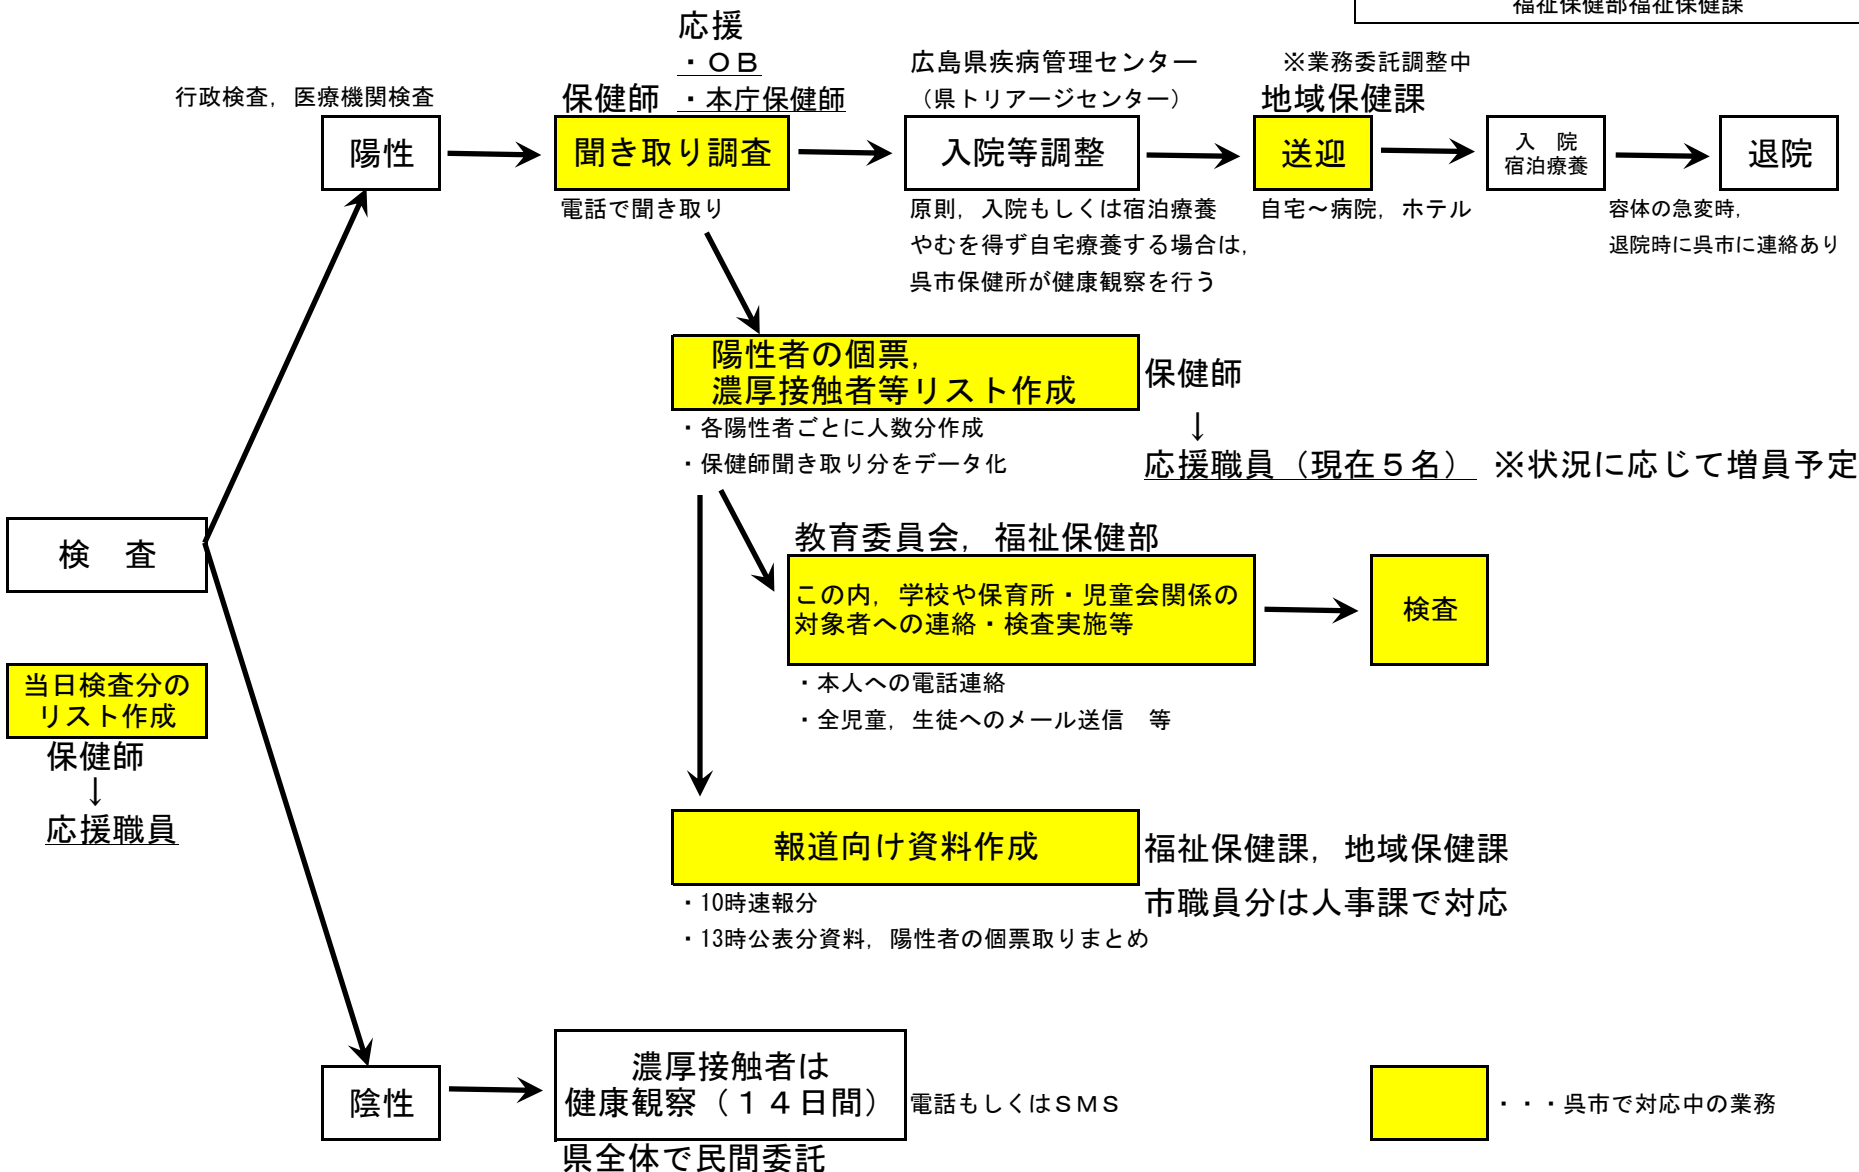 福祉保健部福祉保健課
応援
・ＯＢ
・本庁保健師
保健師
行政検査，医療機関検査
陽性
聞き取り調査
電話で聞き取り
広島県疾病管理センター
（県トリアージセンター）
入院等調整
原則，入院もしくは宿泊療養
やむを得ず自宅療養する場合は，
呉市保健所が健康観察を行う
※業務委託調整中
地域保健課
送迎
自宅～病院，ホテル
入　院
宿泊療養
退院
容体の急変時，
退院時に呉市に連絡あり
陽性者の個票，
濃厚接触者等リスト作成
・各陽性者ごとに人数分作成
・保健師聞き取り分をデータ化
保健師
↓
応援職員（現在５名） ※状況に応じて増員予定
検　査
教育委員会，福祉保健部
この内，学校や保育所・児童会関係の
対象者への連絡・検査実施等
・本人への電話連絡
・全児童，生徒へのメール送信　等
検査
当日検査分の
リスト作成
保健師
↓
応援職員
報道向け資料作成
・10時速報分
・13時公表分資料，陽性者の個票取りまとめ
福祉保健課，地域保健課
市職員分は人事課で対応
陰性
濃厚接触者は
健康観察（１４日間）
電話もしくはＳＭＳ
県全体で民間委託
・・・呉市で対応中の業務